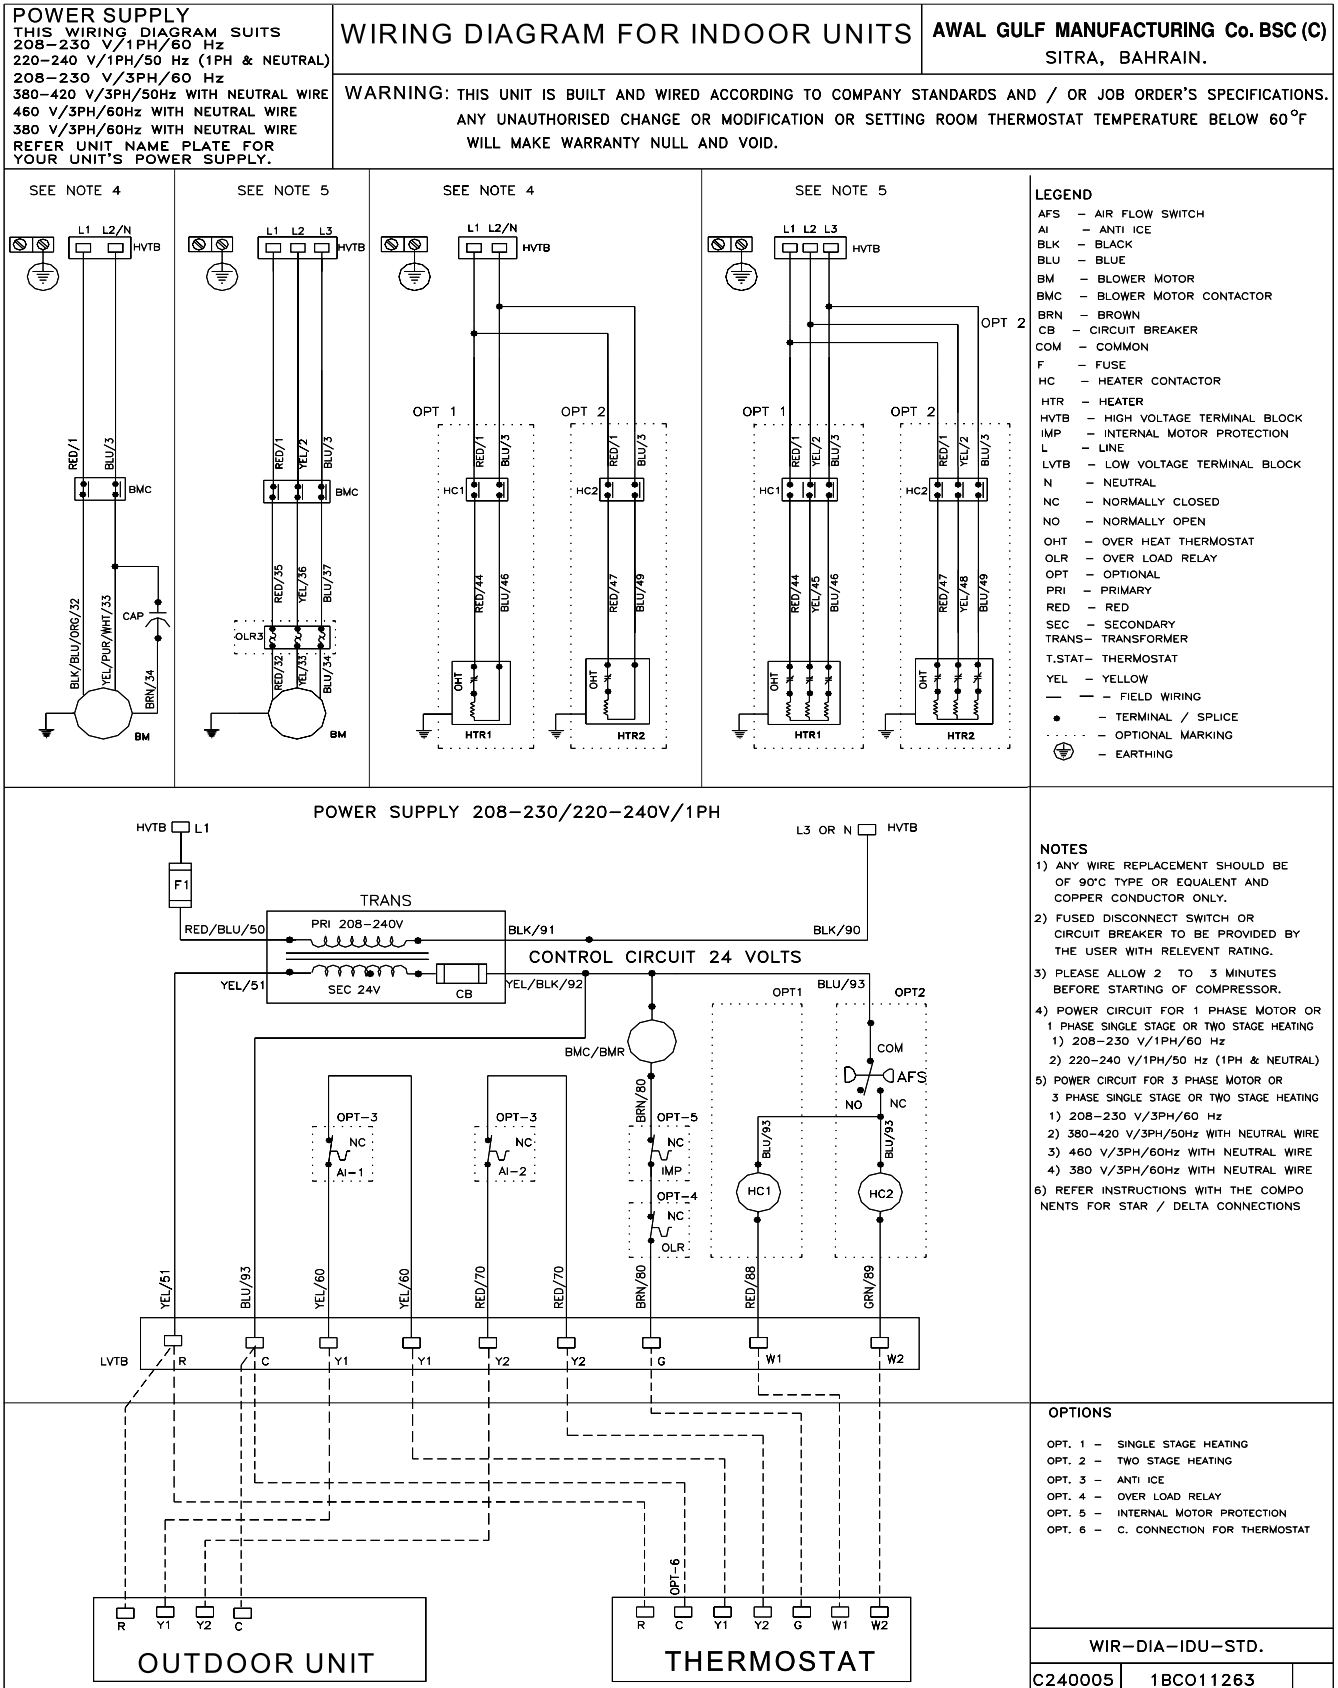 POWER SUPPLY
THIS WIRING DIAGRAM SUITS
208-230 V/1PH/60 Hz
220-240 V/1PH/50 Hz (1PH & NEUTRAL)
208-230 V/3PH/60 Hz
380-420 V/3PH/50Hz WITH NEUTRAL WIRE
460 V/3PH/60Hz WITH NEUTRAL WIRE
380 V/3PH/60Hz WITH NEUTRAL WIRE
REFER UNIT NAME PLATE FOR
YOUR UNIT'S POWER SUPPLY.
WIRING DIAGRAM FOR INDOOR UNITS
AWAL GULF MANUFACTURING Co. BSC (C)
SITRA, BAHRAIN.
WARNING: THIS UNIT IS BUILT AND WIRED ACCORDING TO COMPANY STANDARDS AND / OR JOB ORDER'S SPECIFICATIONS.
ANY UNAUTHORISED CHANGE OR MODIFICATION OR SETTING ROOM THERMOSTAT TEMPERATURE BELOW 60°F
WILL MAKE WARRANTY NULL AND VOID.
SEE NOTE 4
L1 L2/N
HVTB
RED/1
BLU/3
BMC
BLK/BLU/ORG/32
YEL/PUR/WHT/33
CAP
BRN/34
BM
SEE NOTE 5
L1 L2 L3
HVTB
RED/1
YEL/2
BLU/3
BMC
RED/35
YEL/36
BLU/37
OLR3
RED/32
YEL/33
BLU/34
BM
SEE NOTE 4
L1 L2/N
HVTB
OPT 1
OPT 2
RED/1
BLU/3
RED/1
BLU/3
HC1
HC2
RED/44
BLU/46
RED/47
BLU/49
OHT
OHT
HTR1
HTR2
SEE NOTE 5
L1 L2 L3
HVTB
OPT 2
OPT 1
OPT 2
RED/1
YEL/2
BLU/3
RED/1
YEL/2
BLU/3
HC1
HC2
RED/44
YEL/45
BLU/46
RED/47
YEL/48
BLU/49
OHT
OHT
HTR1
HTR2
LEGEND
AFS - AIR FLOW SWITCH
AI - ANTI ICE
BLK - BLACK
BLU - BLUE
BM - BLOWER MOTOR
BMC - BLOWER MOTOR CONTACTOR
BRN - BROWN
CB - CIRCUIT BREAKER
COM - COMMON
F - FUSE
HC - HEATER CONTACTOR
HTR - HEATER
HVTB - HIGH VOLTAGE TERMINAL BLOCK
IMP - INTERNAL MOTOR PROTECTION
L - LINE
LVTB - LOW VOLTAGE TERMINAL BLOCK
N - NEUTRAL
NC - NORMALLY CLOSED
NO - NORMALLY OPEN
OHT - OVER HEAT THERMOSTAT
OLR - OVER LOAD RELAY
OPT - OPTIONAL
PRI - PRIMARY
RED - RED
SEC - SECONDARY
TRANS- TRANSFORMER
T.STAT- THERMOSTAT
YEL - YELLOW
- FIELD WIRING
- TERMINAL / SPLICE
- OPTIONAL MARKING
- EARTHING
POWER SUPPLY 208-230/220-240V/1PH
HVTB L1
L3 OR N HVTB
F1
TRANS
RED/BLU/50
PRI 208-240V
BLK/91
BLK/90
CONTROL CIRCUIT 24 VOLTS
YEL/51
SEC 24V
CB
YEL/BLK/92
OPT1
BLU/93
OPT2
BMC/BMR
COM
AFS
NO
NC
BRN/80
OPT-3
NC
AI-1
OPT-3
NC
AI-2
OPT-5
NC
IMP
OPT-4
NC
OLR
BLU/93
BLU/93
HC1
HC2
YEL/51
BLU/93
YEL/60
YEL/60
RED/70
RED/70
BRN/80
RED/88
GRN/89
LVTB
R C Y1 Y1 Y2 Y2 G W1 W2
OPT-6
R Y1 Y2 C
OUTDOOR UNIT
R C Y1 Y2 G W1 W2
THERMOSTAT
NOTES
1) ANY WIRE REPLACEMENT SHOULD BE
OF 90°C TYPE OR EQUALENT AND
COPPER CONDUCTOR ONLY.
2) FUSED DISCONNECT SWITCH OR
CIRCUIT BREAKER TO BE PROVIDED BY
THE USER WITH RELEVENT RATING.
3) PLEASE ALLOW 2 TO 3 MINUTES
BEFORE STARTING OF COMPRESSOR.
4) POWER CIRCUIT FOR 1 PHASE MOTOR OR
1 PHASE SINGLE STAGE OR TWO STAGE HEATING
1) 208-230 V/1PH/60 Hz
2) 220-240 V/1PH/50 Hz (1PH & NEUTRAL)
5) POWER CIRCUIT FOR 3 PHASE MOTOR OR
3 PHASE SINGLE STAGE OR TWO STAGE HEATING
1) 208-230 V/3PH/60 Hz
2) 380-420 V/3PH/50Hz WITH NEUTRAL WIRE
3) 460 V/3PH/60Hz WITH NEUTRAL WIRE
4) 380 V/3PH/60Hz WITH NEUTRAL WIRE
6) REFER INSTRUCTIONS WITH THE COMPO
NENTS FOR STAR / DELTA CONNECTIONS
OPTIONS
OPT. 1 - SINGLE STAGE HEATING
OPT. 2 - TWO STAGE HEATING
OPT. 3 - ANTI ICE
OPT. 4 - OVER LOAD RELAY
OPT. 5 - INTERNAL MOTOR PROTECTION
OPT. 6 - C. CONNECTION FOR THERMOSTAT
WIR-DIA-IDU-STD.
C240005 1BCO11263